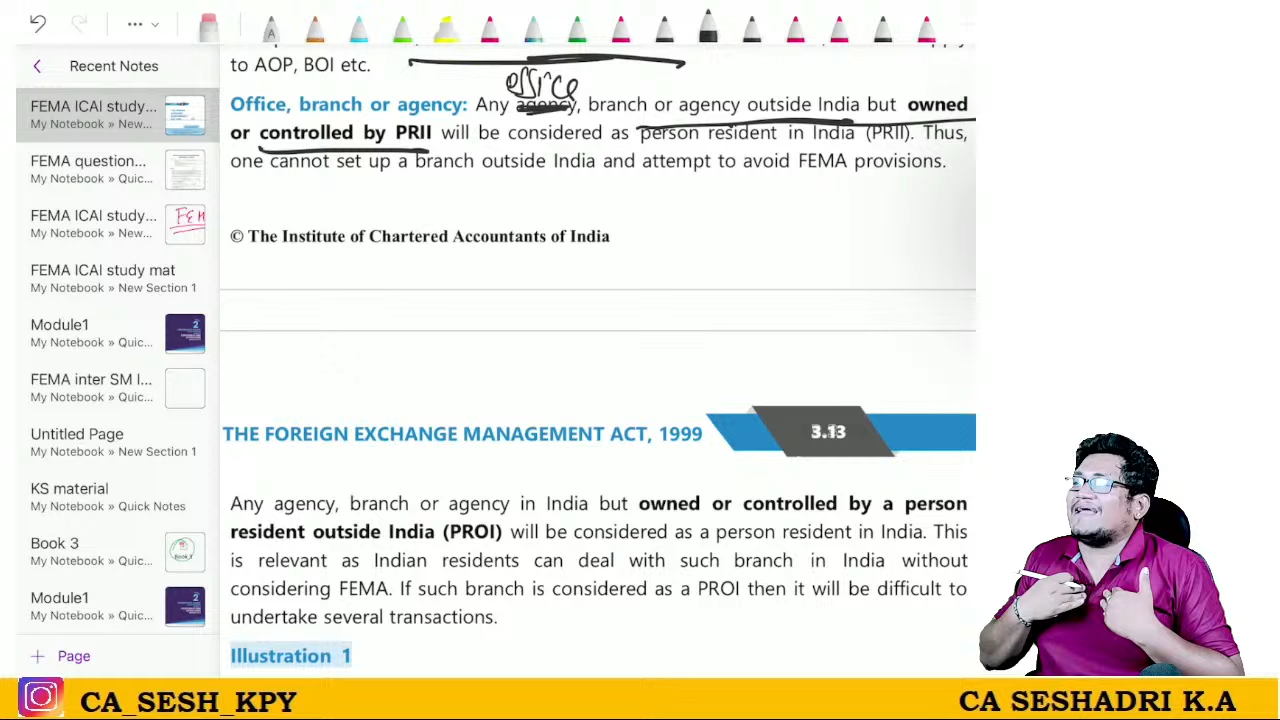 Recent Notes
FEMA ICAI study...
My Notebook » New...
FEMA question...
My Notebook » Quic...
FEMA ICAI study...
My Notebook » New...
FEM
FEMA ICAI study mat
My Notebook » New Section 1
Module1
My Notebook » Quic...
2
FEMA inter SM I...
My Notebook » Quic...
Untitled Page
My Notebook » New Section 1
KS material
My Notebook » Quick Notes
Book 3
My Notebook » Quic...
Book 3
Module1
My Notebook » Quic...
2
+ Page
A
to AOP, BOI etc.
office
Office, branch or agency: Any agency, branch or agency outside India but owned
or controlled by PRII will be considered as person resident in India (PRII). Thus,
one cannot set up a branch outside India and attempt to avoid FEMA provisions.
© The Institute of Chartered Accountants of India
THE FOREIGN EXCHANGE MANAGEMENT ACT, 1999
3.13
Any agency, branch or agency in India but owned or controlled by a person
resident outside India (PROI) will be considered as a person resident in India. This
is relevant as Indian residents can deal with such branch in India without
considering FEMA. If such branch is considered as a PROI then it will be difficult to
undertake several transactions.
Illustration 1
CA_SESH_KPY
CA SESHADRI K.A